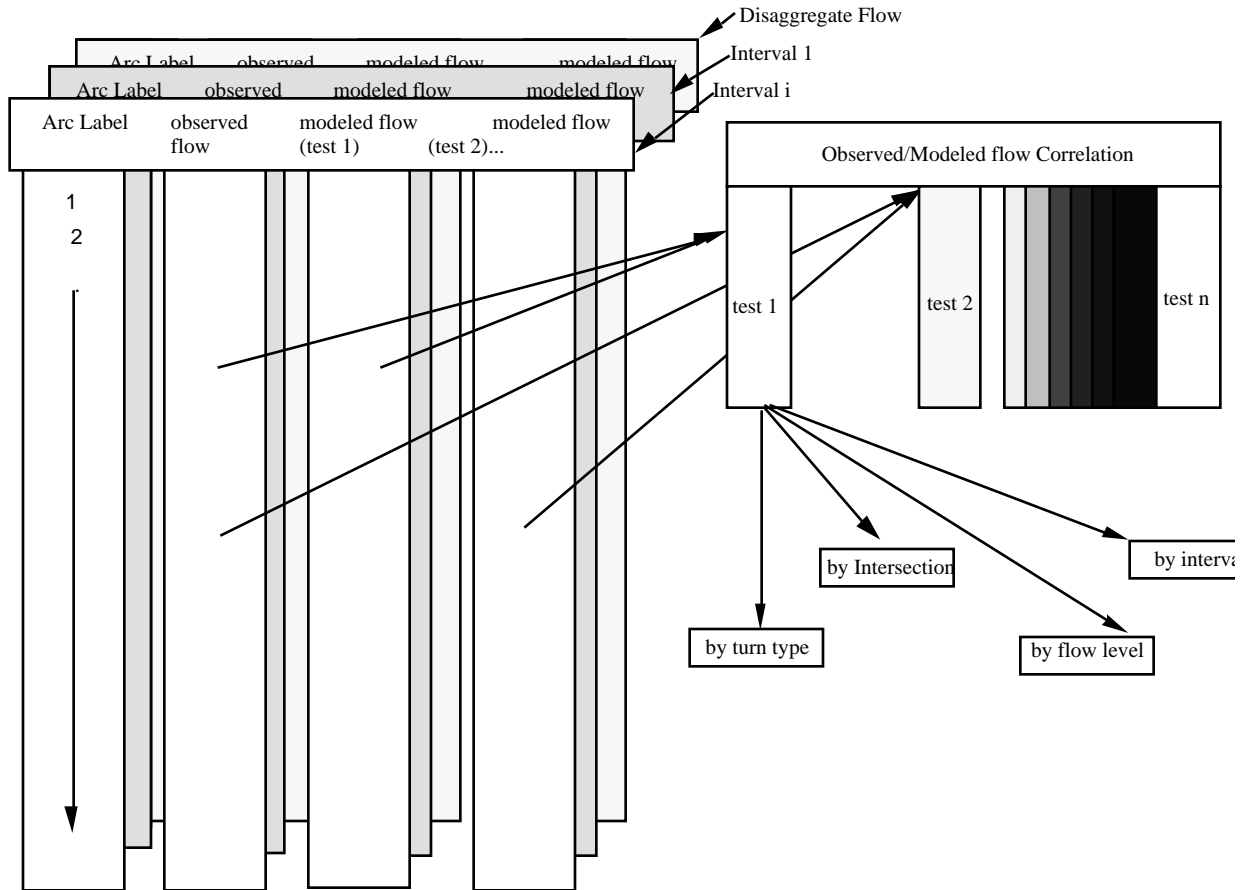 Disaggregate Flow
Arc Label observed modeled flow modeled flow
Interval 1
Arc Label observed modeled flow modeled flow
Interval i
Arc Label observed modeled flow modeled flow
flow (test 1) (test 2)...
Observed/Modeled flow Correlation
1
2
.
test 1 test 2 test n
by Intersection
by interva
by turn type
by flow level